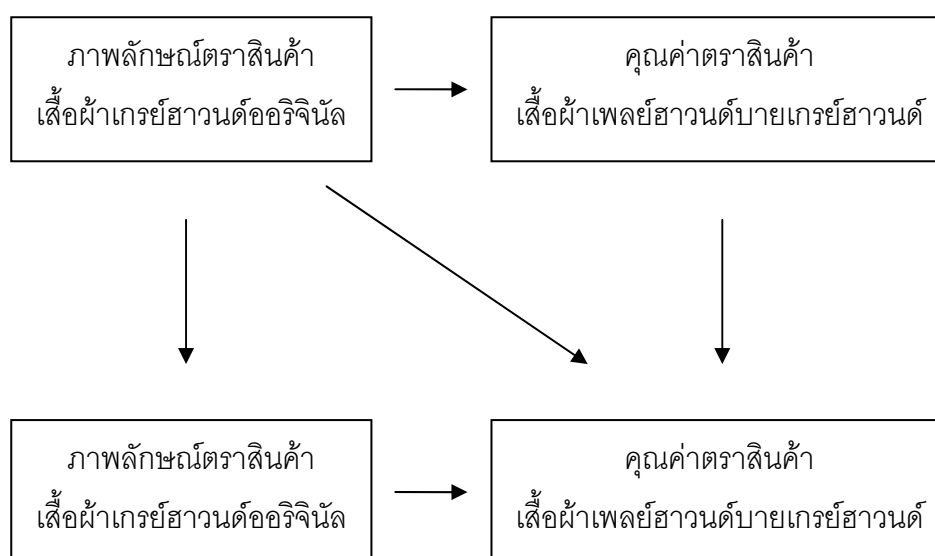 ภาพลักษณ์ตราสินค้า
เสื้อผ้าเกรย์ฮาวนด์ออริจินัล
คุณค่าตราสินค้า
เสื้อผ้าเพลย์ฮาวนด์บายเกรย์ฮาวนด์
ภาพลักษณ์ตราสินค้า
เสื้อผ้าเกรย์ฮาวนด์ออริจินัล
คุณค่าตราสินค้า
เสื้อผ้าเพลย์ฮาวนด์บายเกรย์ฮาวนด์